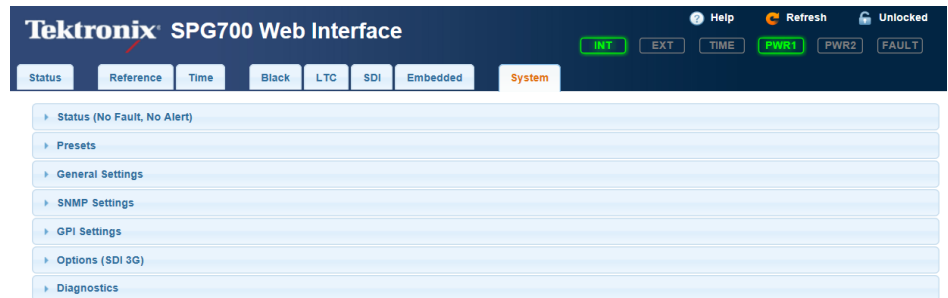 Tektronix SPG700 Web Interface
Help Refresh Unlocked
INT EXT TIME PWR1 PWR2 FAULT
Status Reference Time Black LTC SDI Embedded System
Status (No Fault, No Alert)
Presets
General Settings
SNMP Settings
GPI Settings
Options (SDI 3G)
Diagnostics